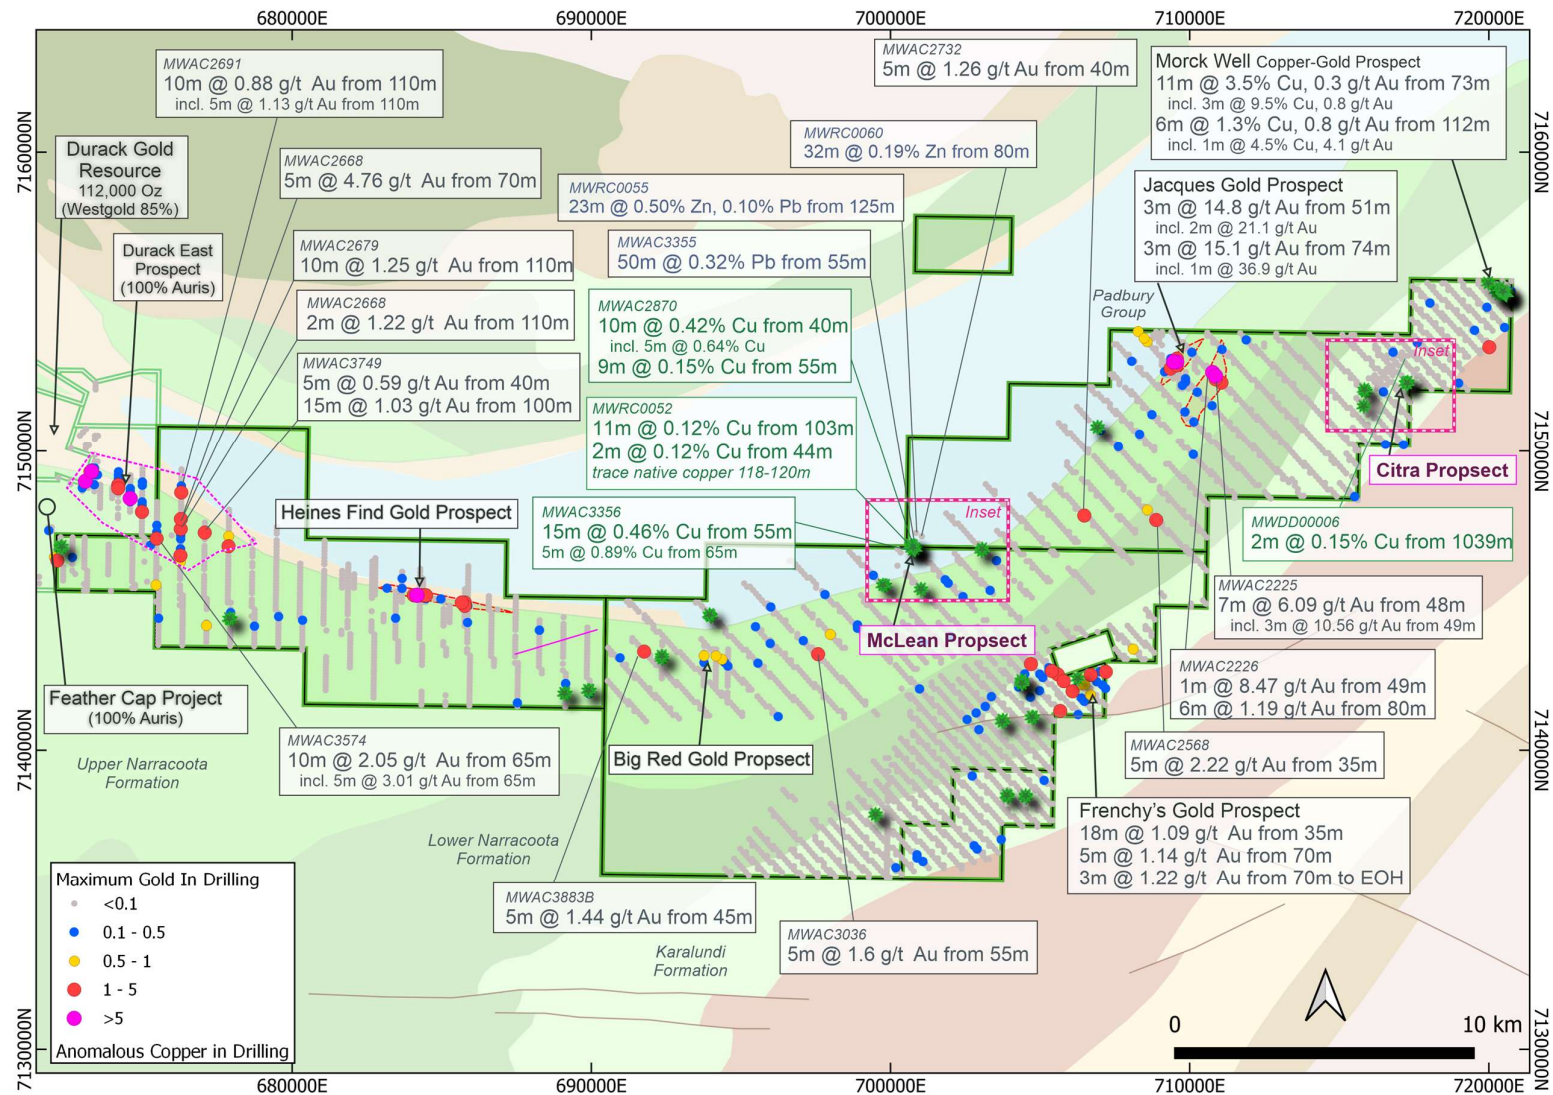 680000E
690000E
700000E
710000E
720000E
7160000N
7150000N
7140000N
7130000N
MWAC2691
10m @ 0.88 g/t Au from 110m
incl. 5m @ 1.13 g/t Au from 110m
MWAC2732
5m @ 1.26 g/t Au from 40m
Morck Well Copper-Gold Prospect
11m @ 3.5% Cu, 0.3 g/t Au from 73m
incl. 3m @ 9.5% Cu, 0.8 g/t Au
6m @ 1.3% Cu, 0.8 g/t Au from 112m
incl. 1m @ 4.5% Cu, 4.1 g/t Au
Durack Gold
Resource
112,000 Oz
(Westgold 85%)
MWAC2668
5m @ 4.76 g/t Au from 70m
MWRC0060
32m @ 0.19% Zn from 80m
MWRC0055
23m @ 0.50% Zn, 0.10% Pb from 125m
Jacques Gold Prospect
3m @ 14.8 g/t Au from 51m
incl. 2m @ 21.1 g/t Au
3m @ 15.1 g/t Au from 74m
incl. 1m @ 36.9 g/t Au
Durack East
Prospect
(100% Auris)
MWAC2679
10m @ 1.25 g/t Au from 110m
MWAC3355
50m @ 0.32% Pb from 55m
MWAC2668
2m @ 1.22 g/t Au from 110m
MWAC2870
10m @ 0.42% Cu from 40m
incl. 5m @ 0.64% Cu
9m @ 0.15% Cu from 55m
Padbury
Group
Inset
MWAC3749
5m @ 0.59 g/t Au from 40m
15m @ 1.03 g/t Au from 100m
MWRC0052
11m @ 0.12% Cu from 103m
2m @ 0.12% Cu from 44m
trace native copper 118-120m
Citra Propsect
Heines Find Gold Prospect
MWAC3356
15m @ 0.46% Cu from 55m
5m @ 0.89% Cu from 65m
Inset
MWDD00006
2m @ 0.15% Cu from 1039m
McLean Propsect
MWAC2225
7m @ 6.09 g/t Au from 48m
incl. 3m @ 10.56 g/t Au from 49m
MWAC2226
1m @ 8.47 g/t Au from 49m
6m @ 1.19 g/t Au from 80m
Feather Cap Project
(100% Auris)
MWAC3574
10m @ 2.05 g/t Au from 65m
incl. 5m @ 3.01 g/t Au from 65m
Big Red Gold Propsect
MWAC2568
5m @ 2.22 g/t Au from 35m
Upper Narracoota
Formation
Frenchy's Gold Prospect
18m @ 1.09 g/t Au from 35m
5m @ 1.14 g/t Au from 70m
3m @ 1.22 g/t Au from 70m to EOH
Lower Narracoota
Formation
MWAC3883B
5m @ 1.44 g/t Au from 45m
MWAC3036
5m @ 1.6 g/t Au from 55m
Karalundi
Formation
Maximum Gold In Drilling
<0.1
0.1 - 0.5
0.5 - 1
1 - 5
>5
Anomalous Copper in Drilling
0
10 km
7160000N
7150000N
7140000N
7130000N
680000E
690000E
700000E
710000E
720000E